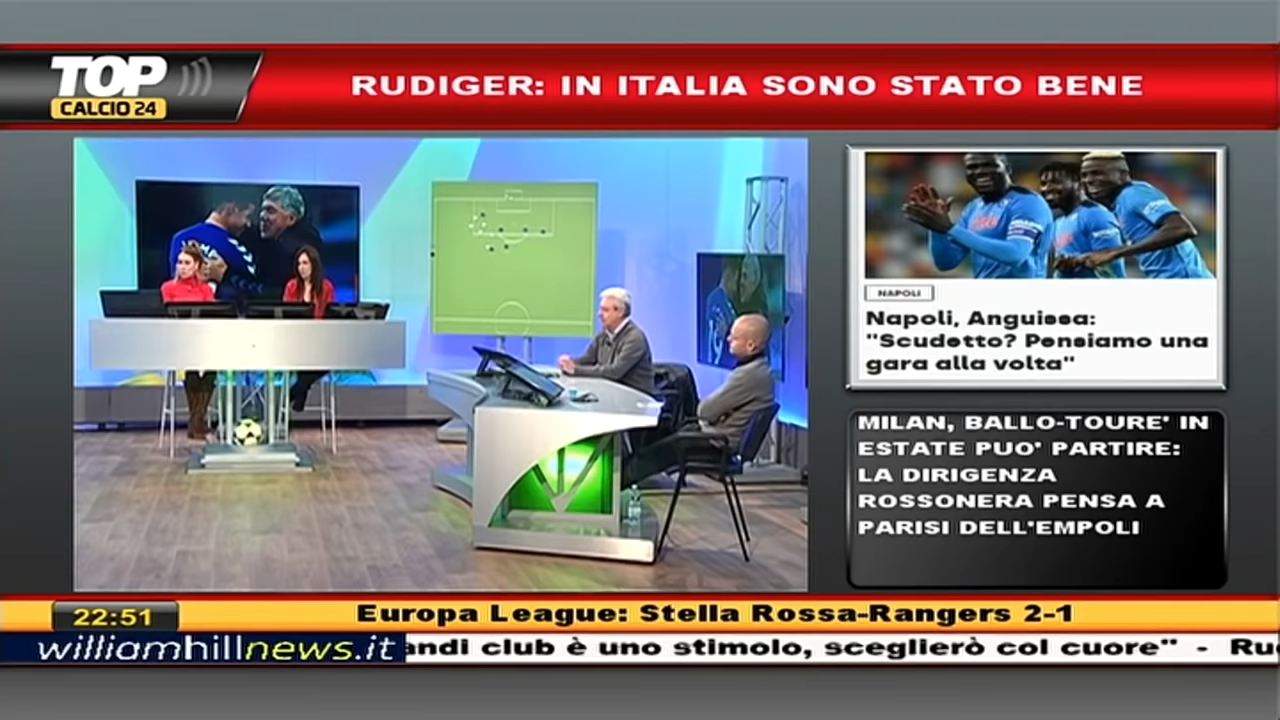 TOP
CALCIO 24
RUDIGER: IN ITALIA SONO STATO BENE
NAPOLI
Napoli, Anguissa:
"Scudetto? Pensiamo una
gara alla volta"
MILAN, BALLO-TOURE' IN
ESTATE PUO' PARTIRE:
LA DIRIGENZA
ROSSONERA PENSA A
PARISI DELL'EMPOLI
22:51
Europa League: Stella Rossa-Rangers 2-1
williamhillnews.it
andi club è uno stimolo, sceglierò col cuore" - Ru